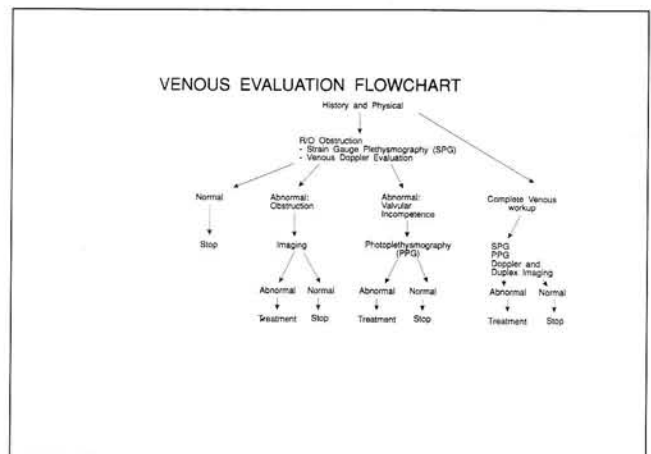 VENOUS EVALUATION FLOWCHART
History and Physical
R/O Obstruction
- Strain Gauge Plethysmography (SPG)
- Venous Doppler Evaluation
Normal
Abnormal:
Obstruction
Abnormal:
Valvular
Incompetence
Complete Venous
workup
Stop
Imaging
Photoplethysmography
(PPG)
SPG
PPG
Doppler and
Duplex Imaging
Abnormal Normal
Abnormal Normal
Abnormal Normal
Treatment Stop
Treatment Stop
Treatment Stop